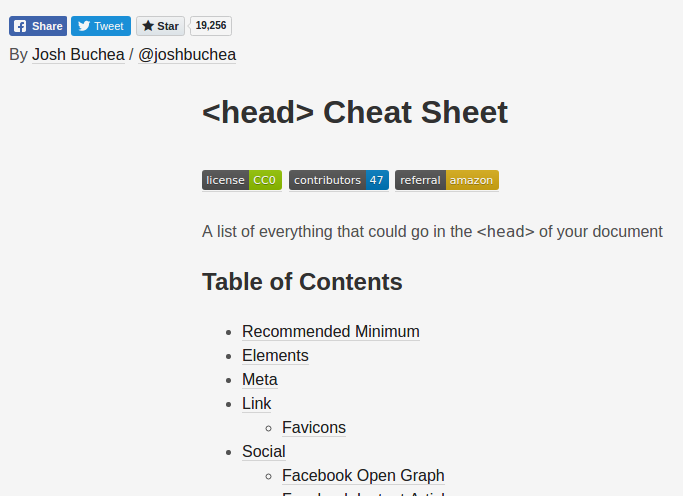 Share Tweet Star 19,256
By Josh Buchea / @joshbuchea
<head> Cheat Sheet
license CC0 contributors 47 referral amazon
A list of everything that could go in the <head> of your document
Table of Contents
Recommended Minimum
Elements
Meta
Link
Favicons
Social
Facebook Open Graph